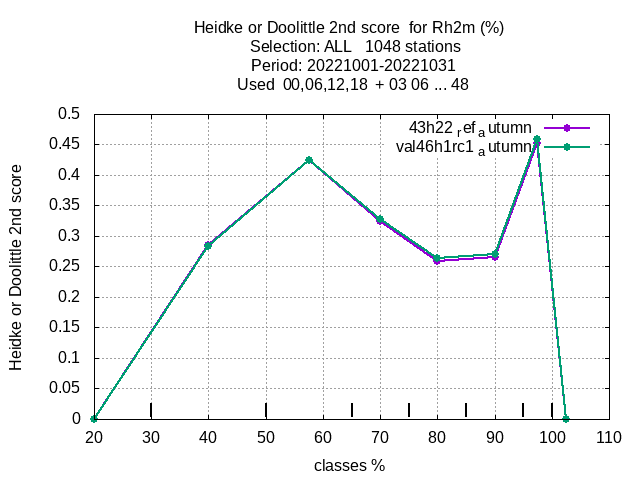 Heidke or Doolittle 2nd score  for Rh2m (%)
Selection: ALL   1048 stations
Period: 20221001-20221031
Used  00,06,12,18  + 03 06 ... 48
43h22 ref a utumn
val46h1rc1 a utumn
Heidke or Doolittle 2nd score
0.5
0.45
0.4
0.35
0.3
0.25
0.2
0.15
0.1
0.05
0
20 30 40 50 60 70 80 90 100 110
classes %